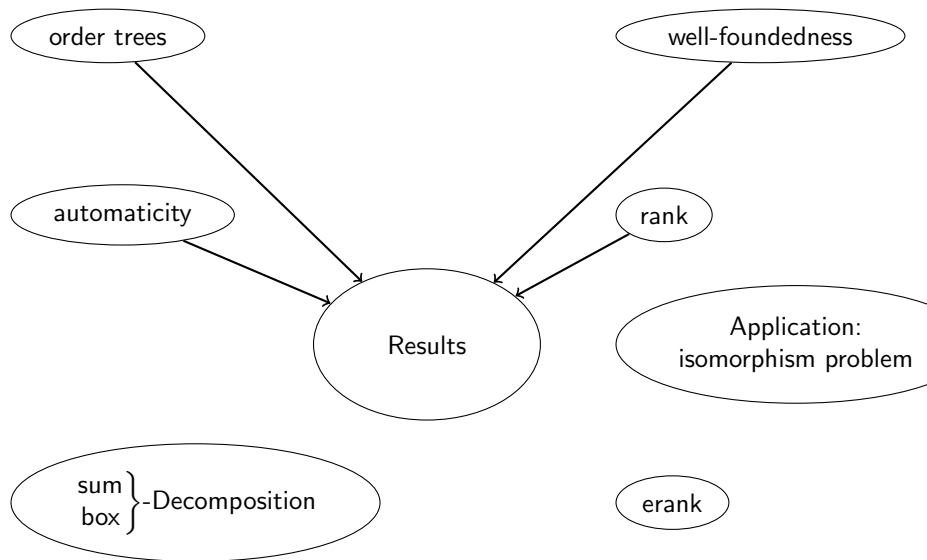 order trees
well-foundedness
automaticity
rank
Results
Application:
isomorphism problem
sum
box
}-Decomposition
erank